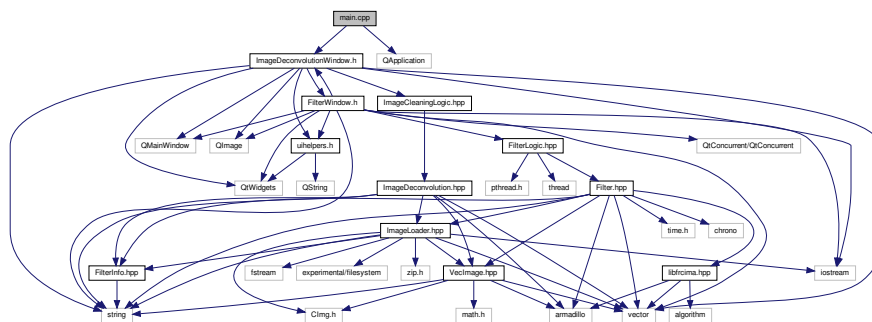 main.cpp
ImageDeconvolutionWindow.h
QApplication
FilterWindow.h
ImageCleaningLogic.hpp
QMainWindow
QImage
uihelpers.h
FilterLogic.hpp
QtConcurrent/QtConcurrent
QtWidgets
QString
ImageDeconvolution.hpp
pthread.h
thread
Filter.hpp
ImageLoader.hpp
time.h
chrono
FilterInfo.hpp
fstream
experimental/filesystem
zip.h
VecImage.hpp
libfrcima.hpp
iostream
string
CImg.h
math.h
armadillo
vector
algorithm